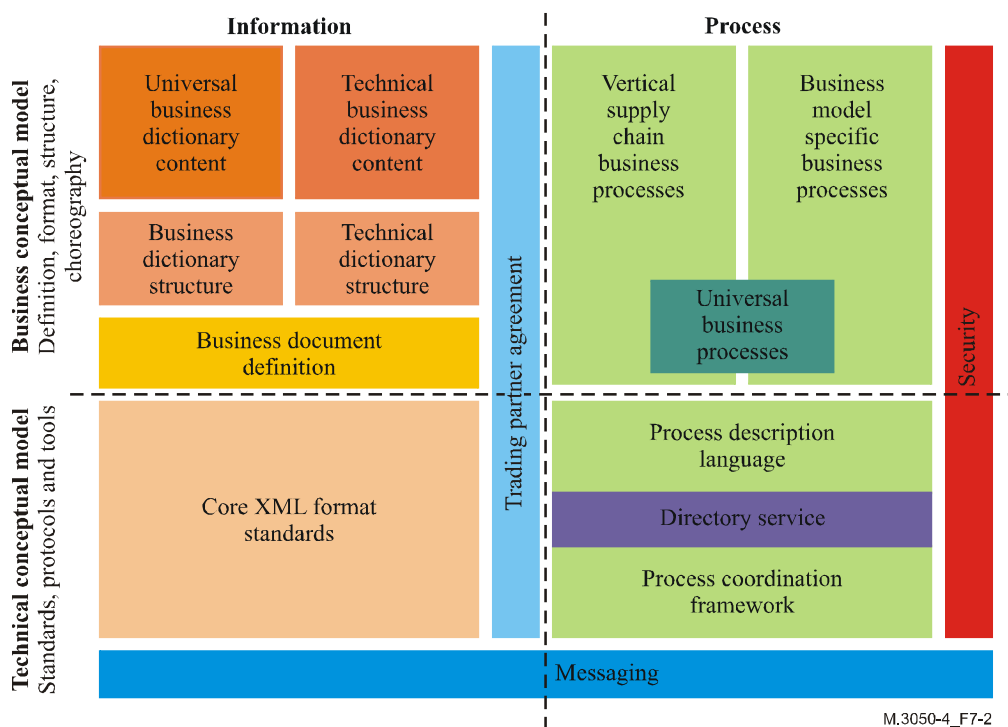 Information
Process
Business conceptual model
Definition, format, structure,
choreography
Universal
business
dictionary
content
Technical
business
dictionary
content
Business
dictionary
structure
Technical
dictionary
structure
Business document
definition
Trading partner agreement
Vertical
supply
chain
business
processes
Business
model
specific
business
processes
Universal
business
processes
Security
Technical conceptual model
Standards, protocols and tools
Core XML format
standards
Process description
language
Directory service
Process coordination
framework
Messaging
M.3050-4_F7-2